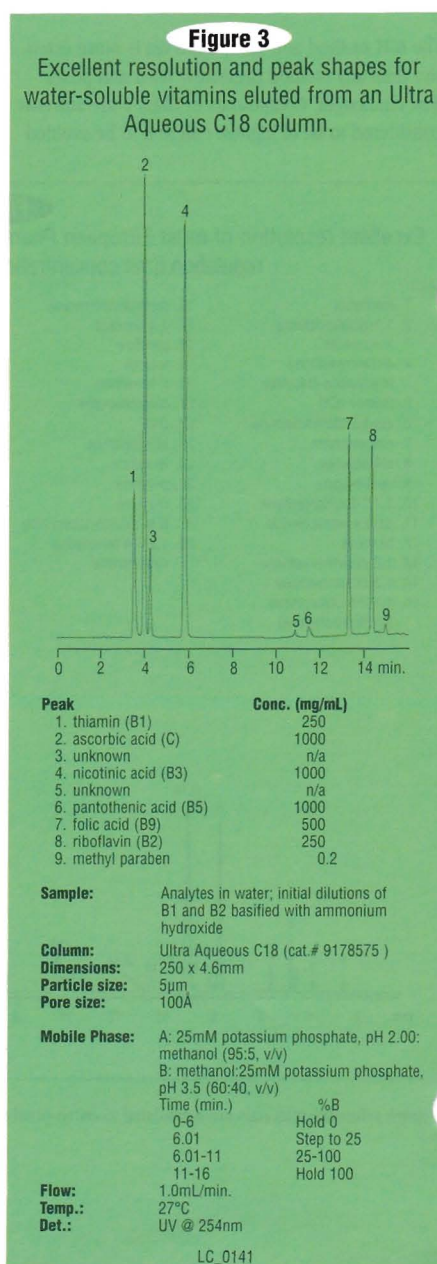 Figure 3
Excellent resolution and peak shapes for
water-soluble vitamins eluted from an Ultra
Aqueous C18 column.
2
4
7
8
1
3
5 6
9
0 2 4 6 8 10 12 14 min.
Peak Conc. (mg/mL)
1. thiamin (B1) 250
2. ascorbic acid (C) 1000
3. unknown n/a
4. nicotinic acid (B3) 1000
5. unknown n/a
6. pantothenic acid (B5) 1000
7. folic acid (B9) 500
8. riboflavin (B2) 250
9. methyl paraben 0.2
Sample: Analytes in water; initial dilutions of
B1 and B2 basified with ammonium
hydroxide
Column: Ultra Aqueous C18 (cat.# 9178575 )
Dimensions: 250 x 4.6mm
Particle size: 5µm
Pore size: 100Å
Mobile Phase: A: 25mM potassium phosphate, pH 2.00:
methanol (95:5, v/v)
B: methanol:25mM potassium phosphate,
pH 3.5 (60:40, v/v)
Time (min.) %B
0-6 Hold 0
6.01 Step to 25
6.01-11 25-100
11-16 Hold 100
Flow: 1.0mL/min.
Temp.: 27°C
Det.: UV @ 254nm
LC_0141